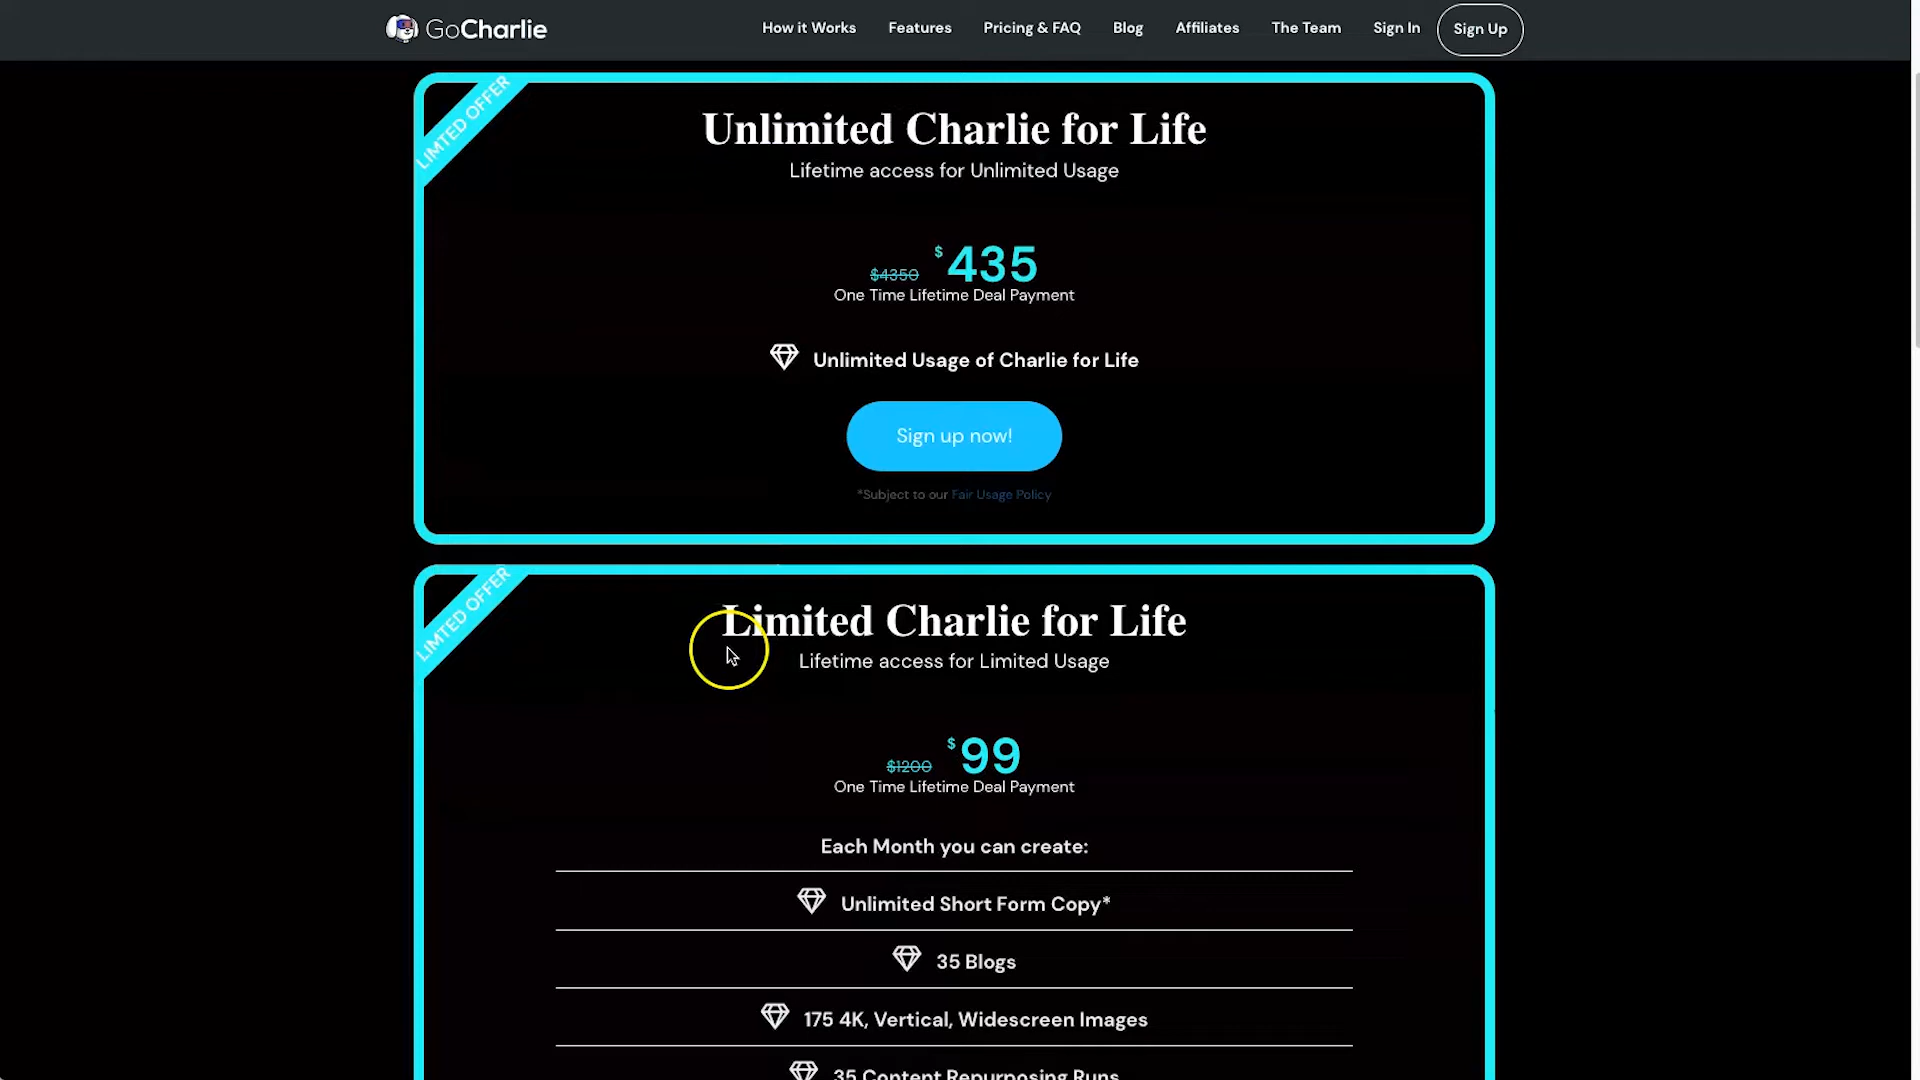 GoCharlie
How it Works
Features
Pricing & FAQ
Blog
Affiliates
The Team
Sign In
Sign Up
LIMTED OFFER
Unlimited Charlie for Life
Lifetime access for Unlimited Usage
$4350 $435
One Time Lifetime Deal Payment
Unlimited Usage of Charlie for Life
Sign up now!
*Subject to our Fair Usage Policy
LIMTED OFFER
Limited Charlie for Life
Lifetime access for Limited Usage
$1200 $99
One Time Lifetime Deal Payment
Each Month you can create:
Unlimited Short Form Copy*
35 Blogs
175 4K, Vertical, Widescreen Images
35 Content Repurposing Runs